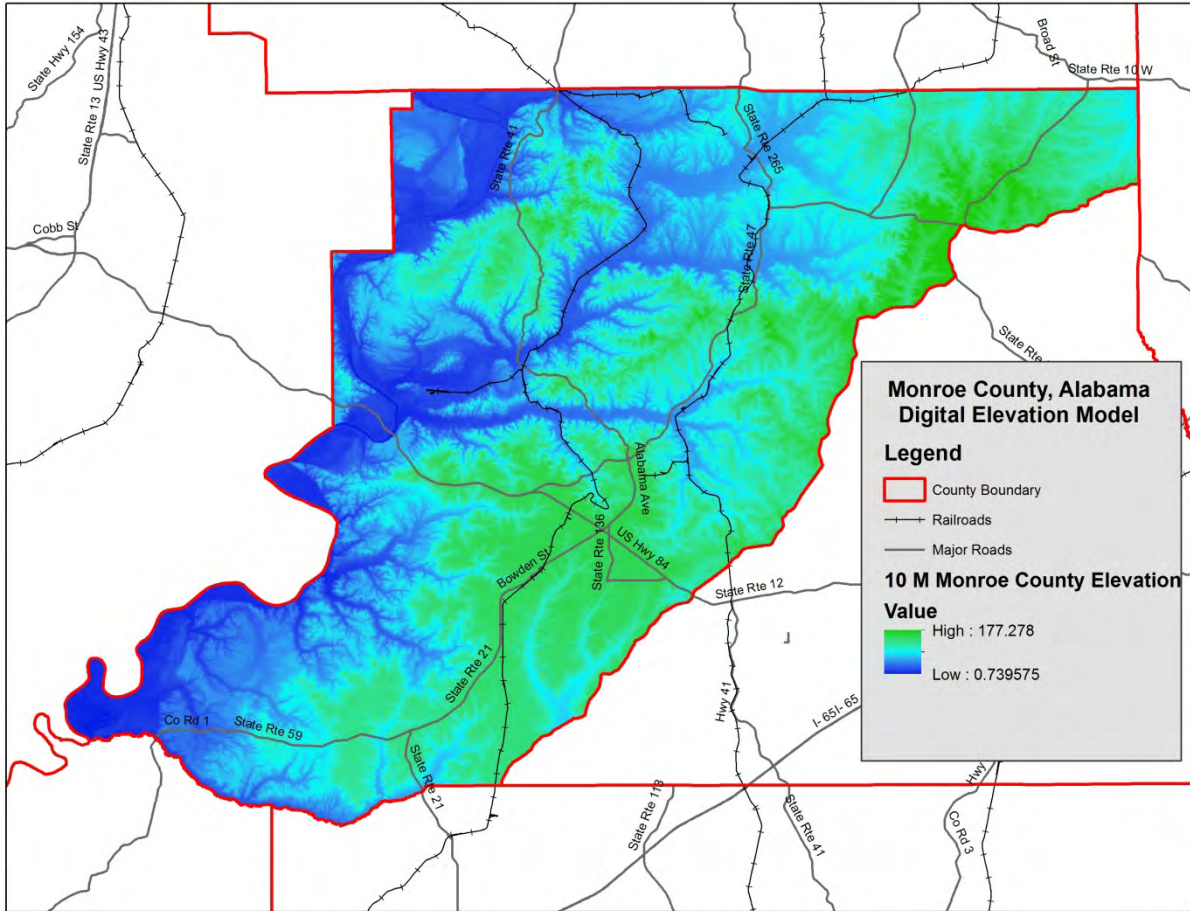 State Hwy 154
State Rte 13 US Hwy 43
Broad St
State Rte 10 W
State Rte 41
State Rte 265
Cobb St
State Rte 47
State Rte
Monroe County, Alabama
Digital Elevation Model
Legend
County Boundary
Railroads
Major Roads
10 M Monroe County Elevation
Value
High : 177.278
Low : 0.739575
Alabama Ave
State Rte 136
US Hwy 84
Bowden St
State Rte 12
State Rte 21
Hwy 41
I- 65I- 65
Co Rd 1
State Rte 59
State Rte 21
State Rte 113
State Rte 41
Hwy
Co Rd 3